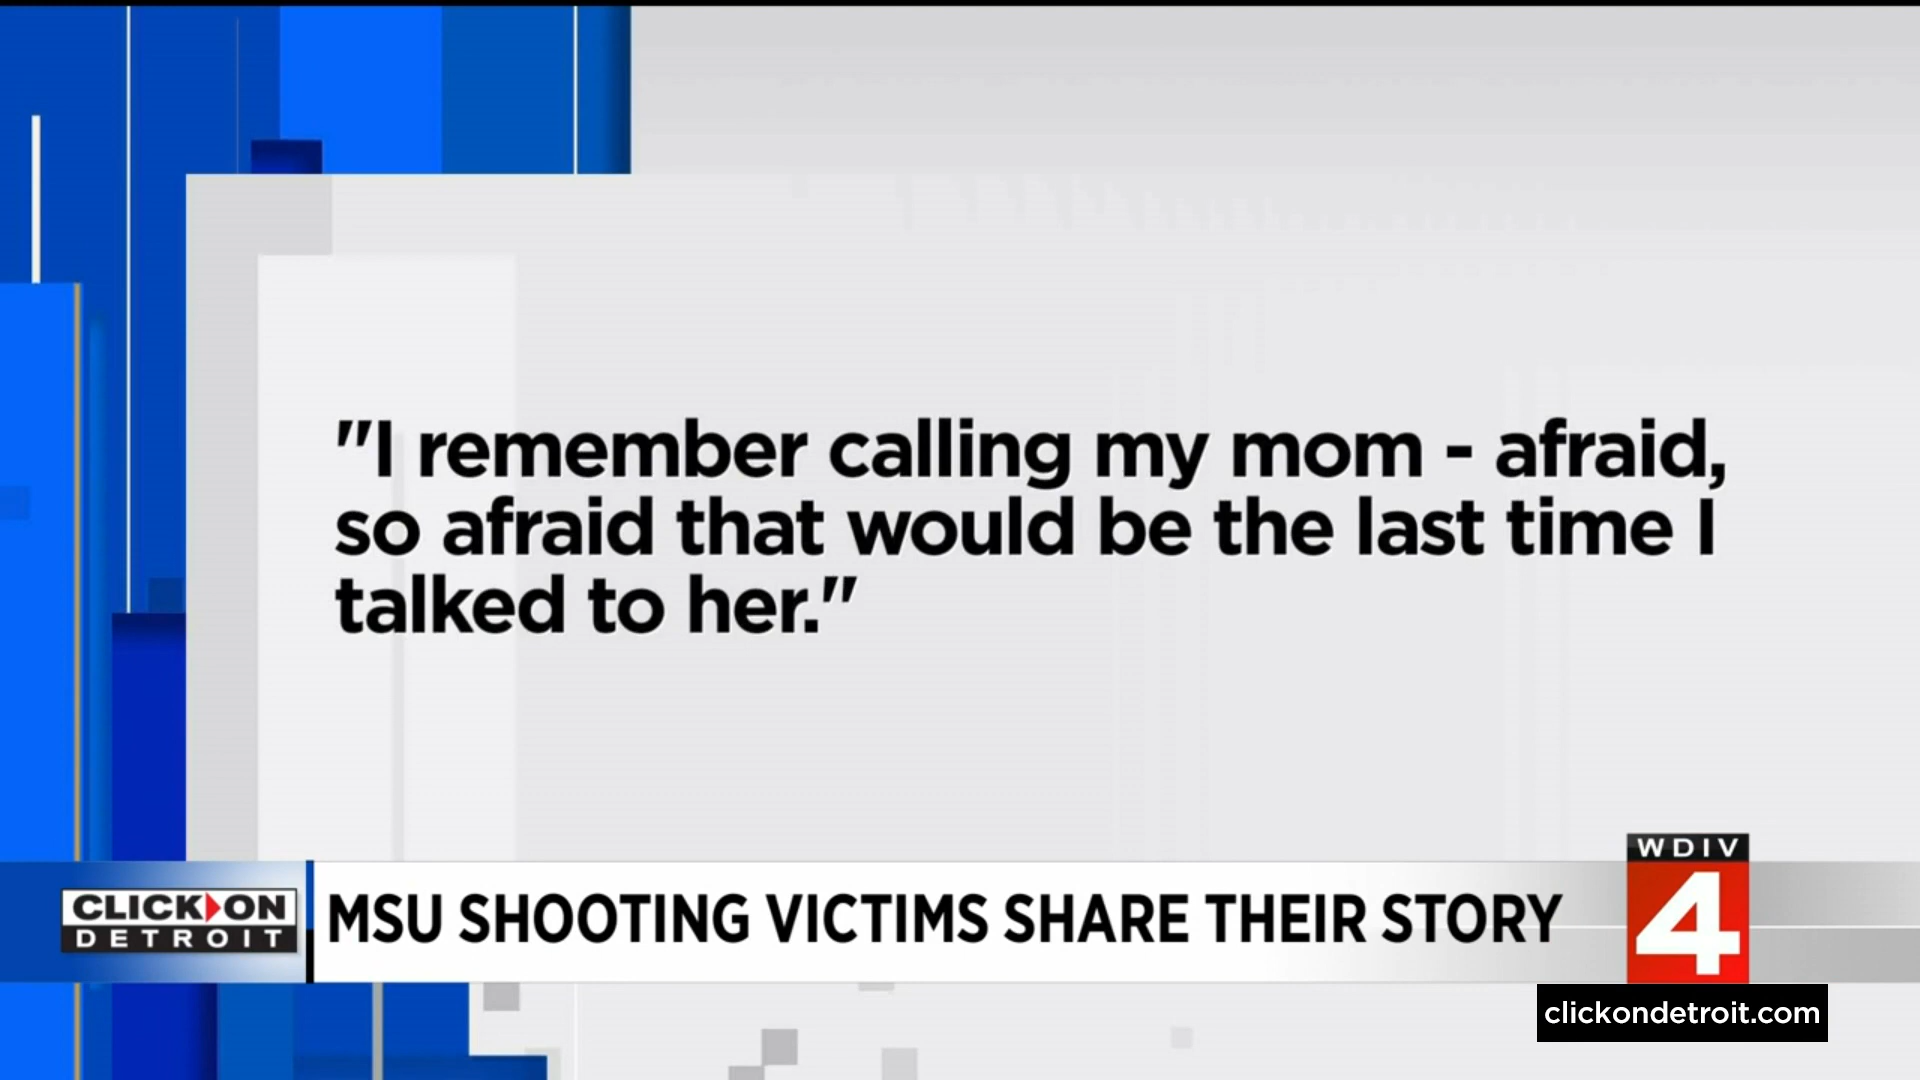 "I remember calling my mom - afraid,
so afraid that would be the last time I
talked to her."
WDIV
4
CLICK ON
DETROIT
MSU SHOOTING VICTIMS SHARE THEIR STORY
clickondetroit.com